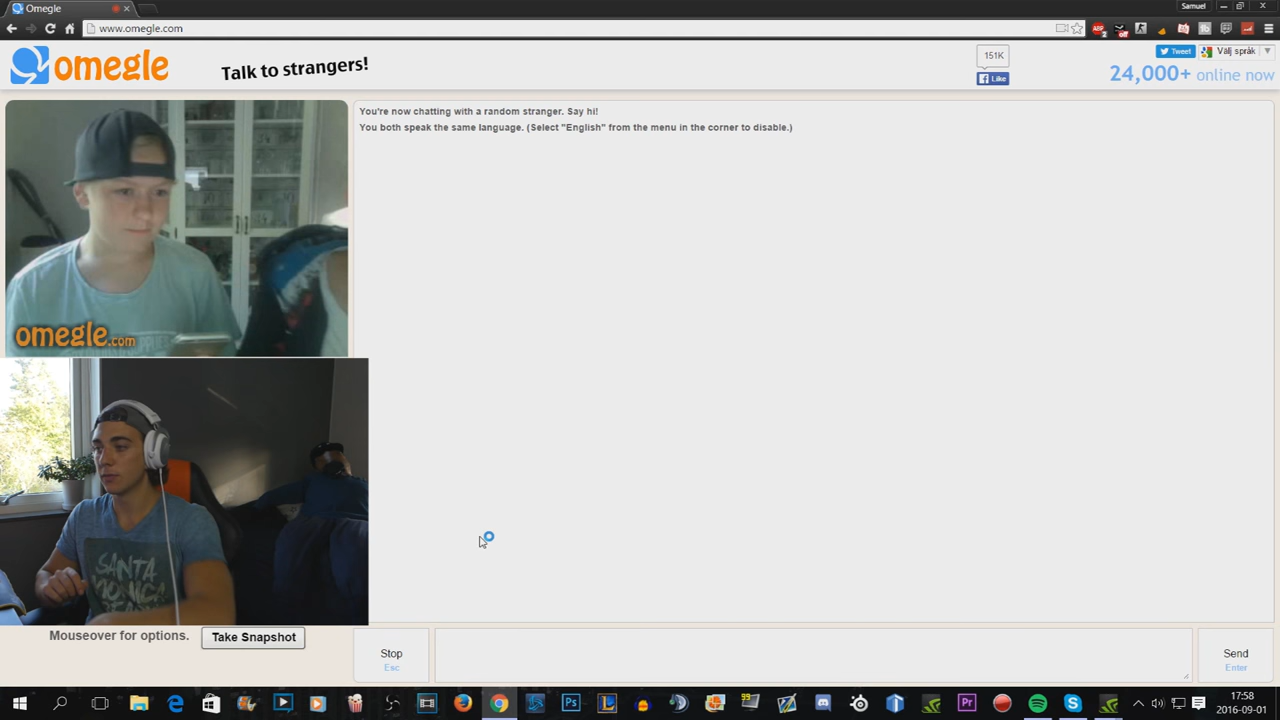 Omegle
Samuel
www.omegle.com
omegle
Talk to strangers!
151K
Like
Tweet
Välj språk
24,000+ online now
You're now chatting with a random stranger. Say hi!
You both speak the same language. (Select "English" from the menu in the corner to disable.)
omegle.com
SANTA
MONICA
Mouseover for options.
Take Snapshot
Stop
Esc
Send
Enter
17:58
2016-09-01